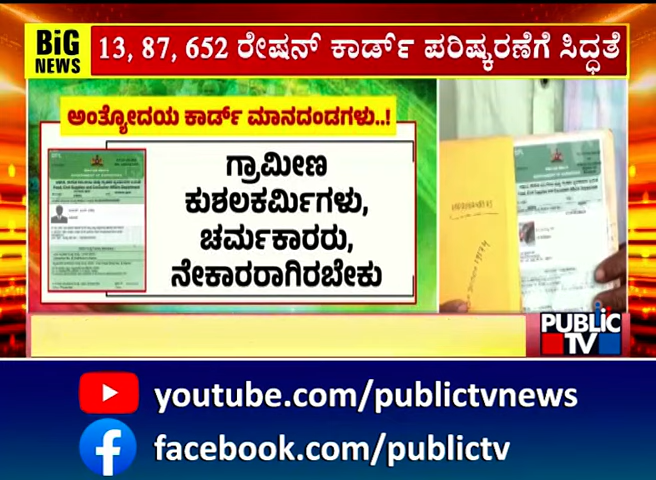 BiG
NEWS
13, 87, 652 ರೇಷನ್ ಕಾರ್ಡ್ ಪರಿಷ್ಕರಣೆಗೆ ಸಿದ್ಧತೆ
ಅಂತ್ಯೋದಯ ಕಾರ್ಡ್ ಮಾನದಂಡಗಳು..!
ಗ್ರಾಮೀಣ
ಕುಶಲಕರ್ಮಿಗಳು,
ಚರ್ಮಕಾರರು,
ನೇಕಾರರಾಗಿರಬೇಕು
PUBLiC
TV
youtube.com/publictvnews
facebook.com/publictv